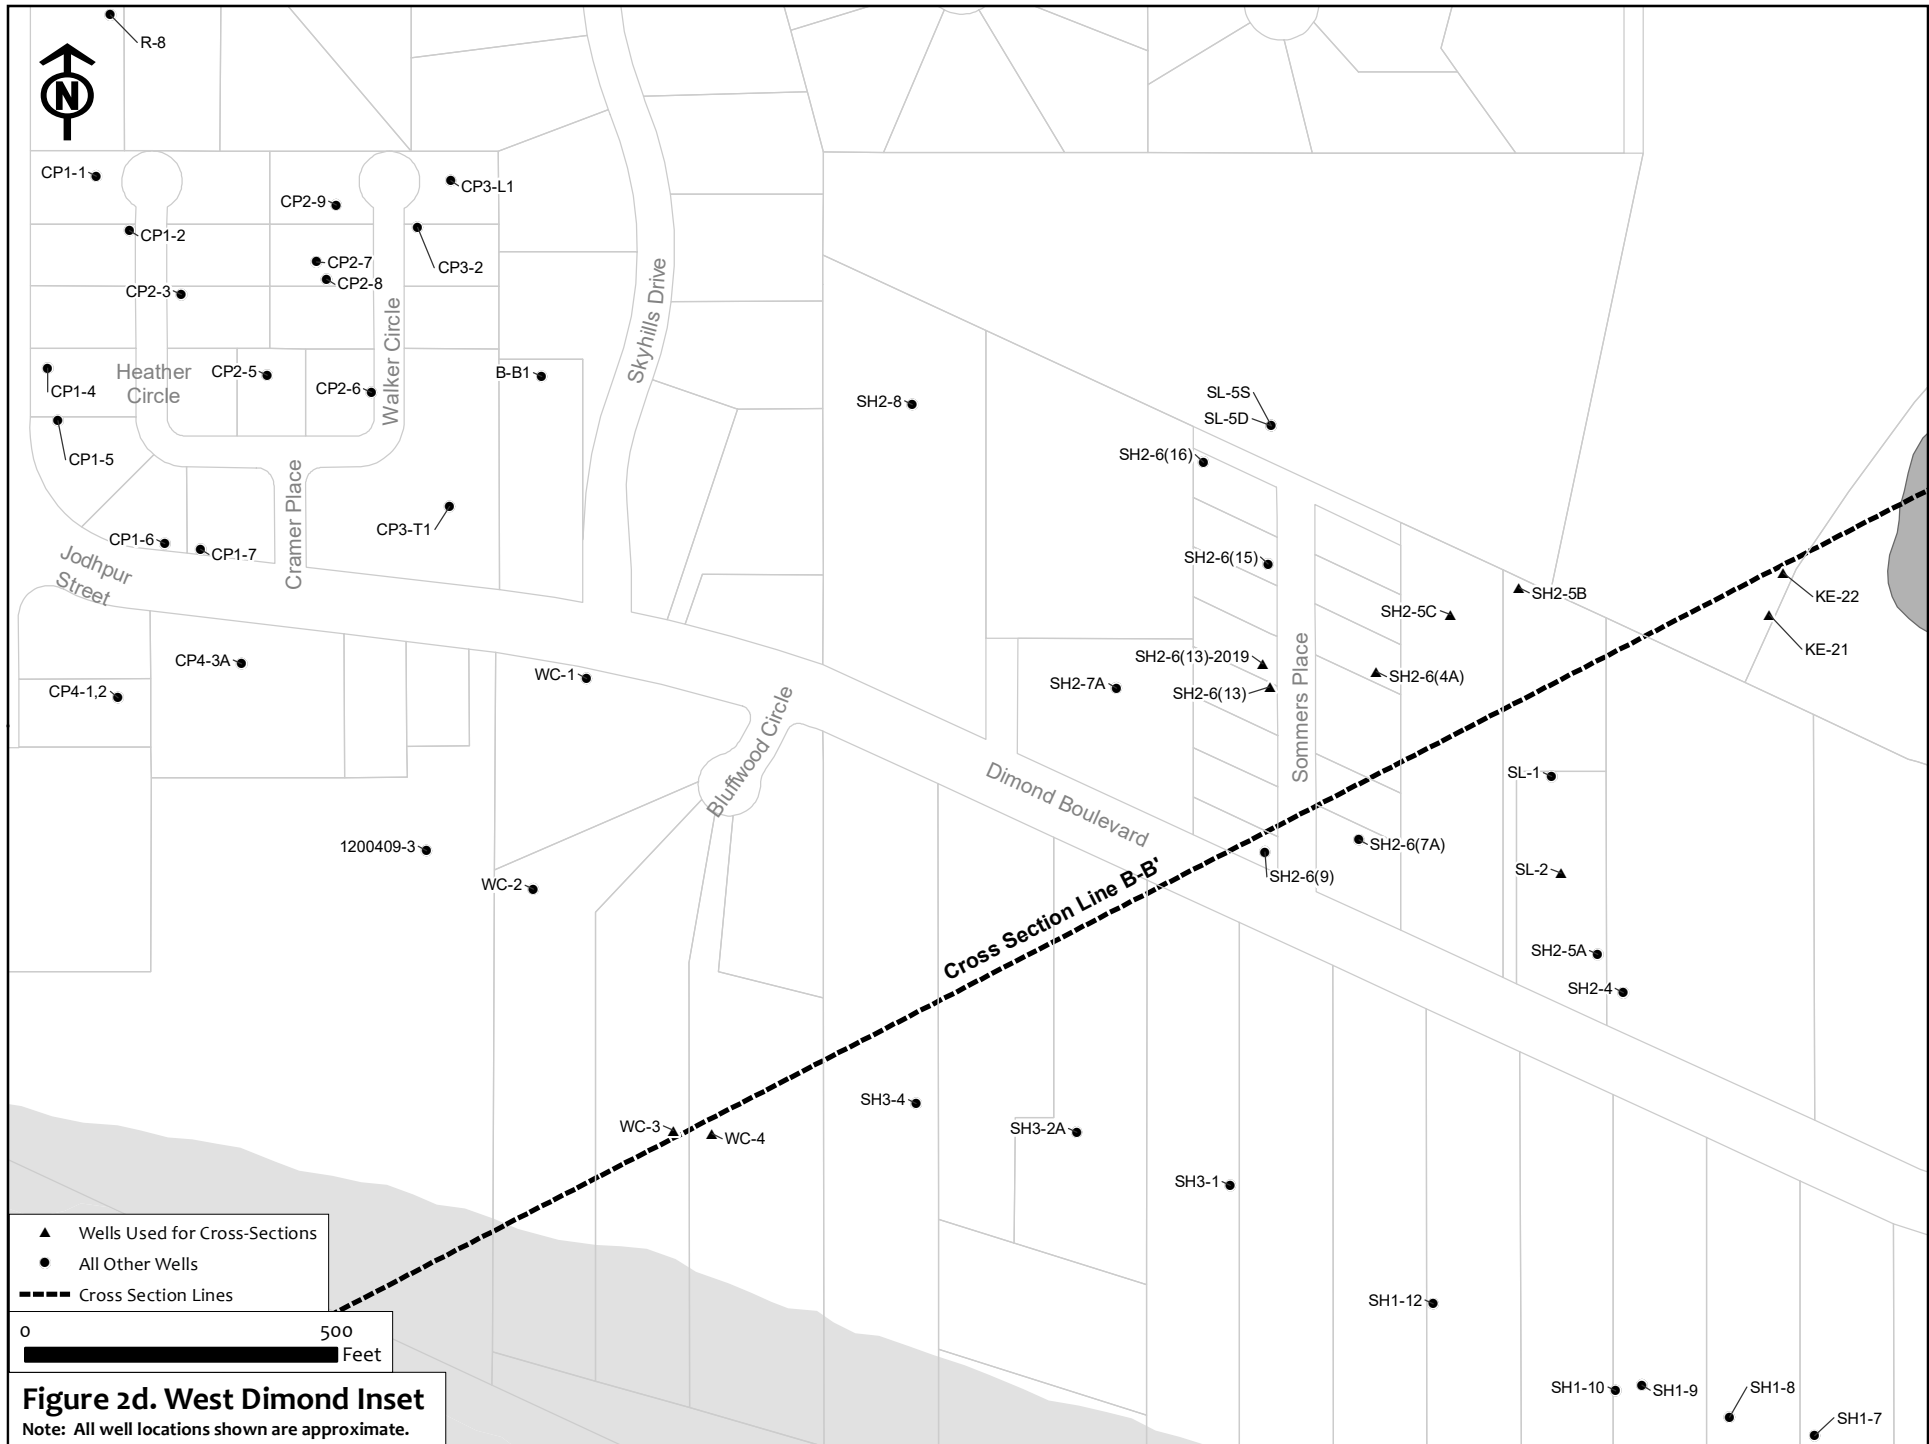 R-8
N
CP1-1
CP2-9
CP3-L1
CP1-2
CP2-7
CP2-8
CP3-2
CP2-3
Walker Circle
Skyhills Drive
Heather
Circle
CP1-4
CP2-5
CP2-6
B-B1
SH2-8
SL-5S
SL-5D
SH2-6(16)
CP1-5
Cramer Place
CP3-T1
CP1-6
CP1-7
Jodhpur
Street
SH2-6(15)
SH2-5C
SH2-5B
KE-22
KE-21
CP4-3A
CP4-1,2
WC-1
Bluffwood Circle
SH2-7A
SH2-6(13)-2019
SH2-6(13)
Sommers Place
SH2-6(4A)
Dimond Boulevard
SL-1
1200409-3
WC-2
Cross Section Line B-B'
SH2-6(9)
SH2-6(7A)
SL-2
SH2-5A
SH2-4
WC-3
WC-4
SH3-4
SH3-2A
SH3-1
SH1-12
SH1-10
SH1-9
SH1-8
SH1-7
Wells Used for Cross-Sections
All Other Wells
Cross Section Lines
0 500
Feet
Figure 2d. West Dimond Inset
Note: All well locations shown are approximate.